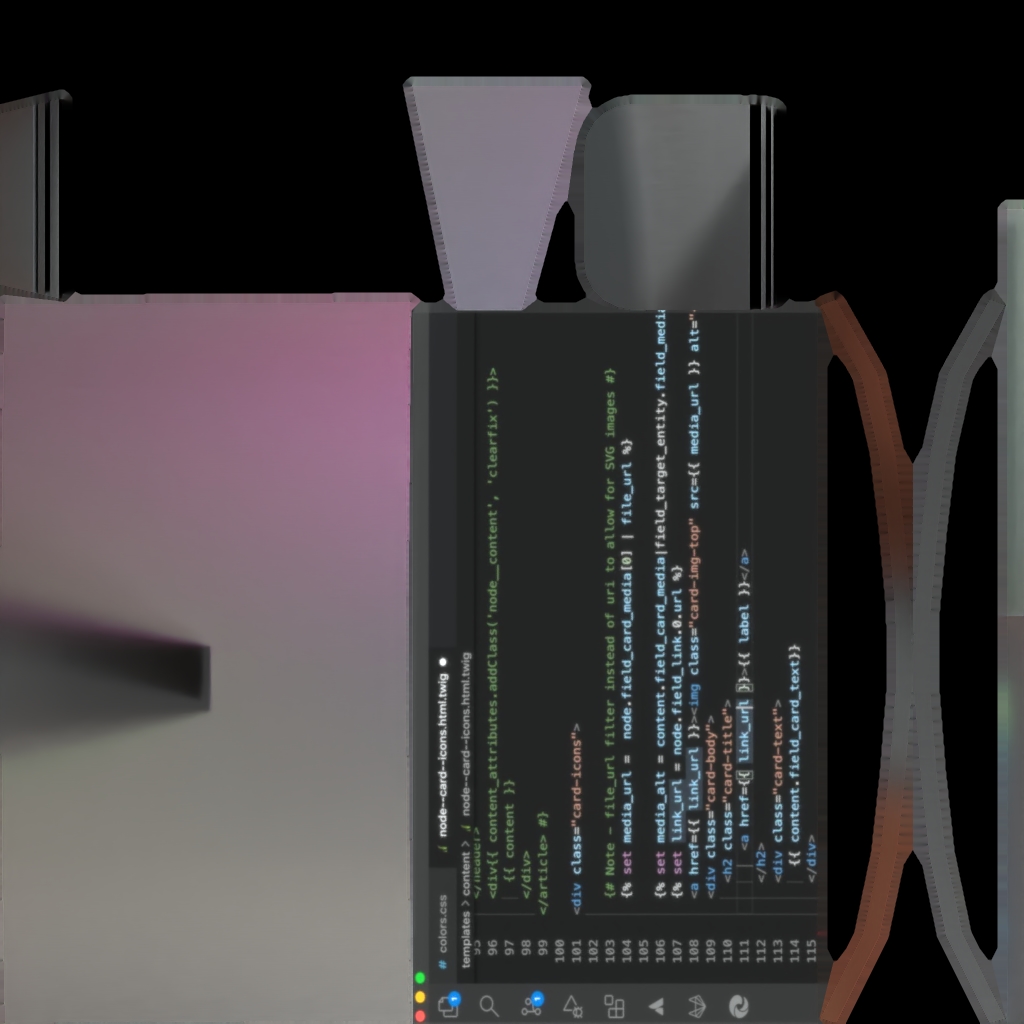 # colors.css
node--card--icons.html.twig
templates > content > node--card--icons.html.twig
95 </header>
96 <div{{ content_attributes.addClass('node__content', 'clearfix') }}>
97 {{ content }}
98 </div>
99 </article> #}
100
101 <div class="card-icons">
102
103 {# Note - file_url filter instead of uri to allow for SVG images #}
104 {% set media_url =  node.field_card_media[0] | file_url %}
105
106 {% set media_alt = content.field_card_media|field_target_entity.field_media
107 {% set link_url = node.field_link.0.url %}
108 <a href={{ link_url }}><img class="card-img-top" src={{ media_url }} alt="
109 <div class="card-body">
110 <h2 class="card-title">
111 <a href={{ link_url }}>{{ label }}</a>
112 </h2>
113 <div class="card-text">
114 {{ content.field_card_text}}
115 </div>
1
1